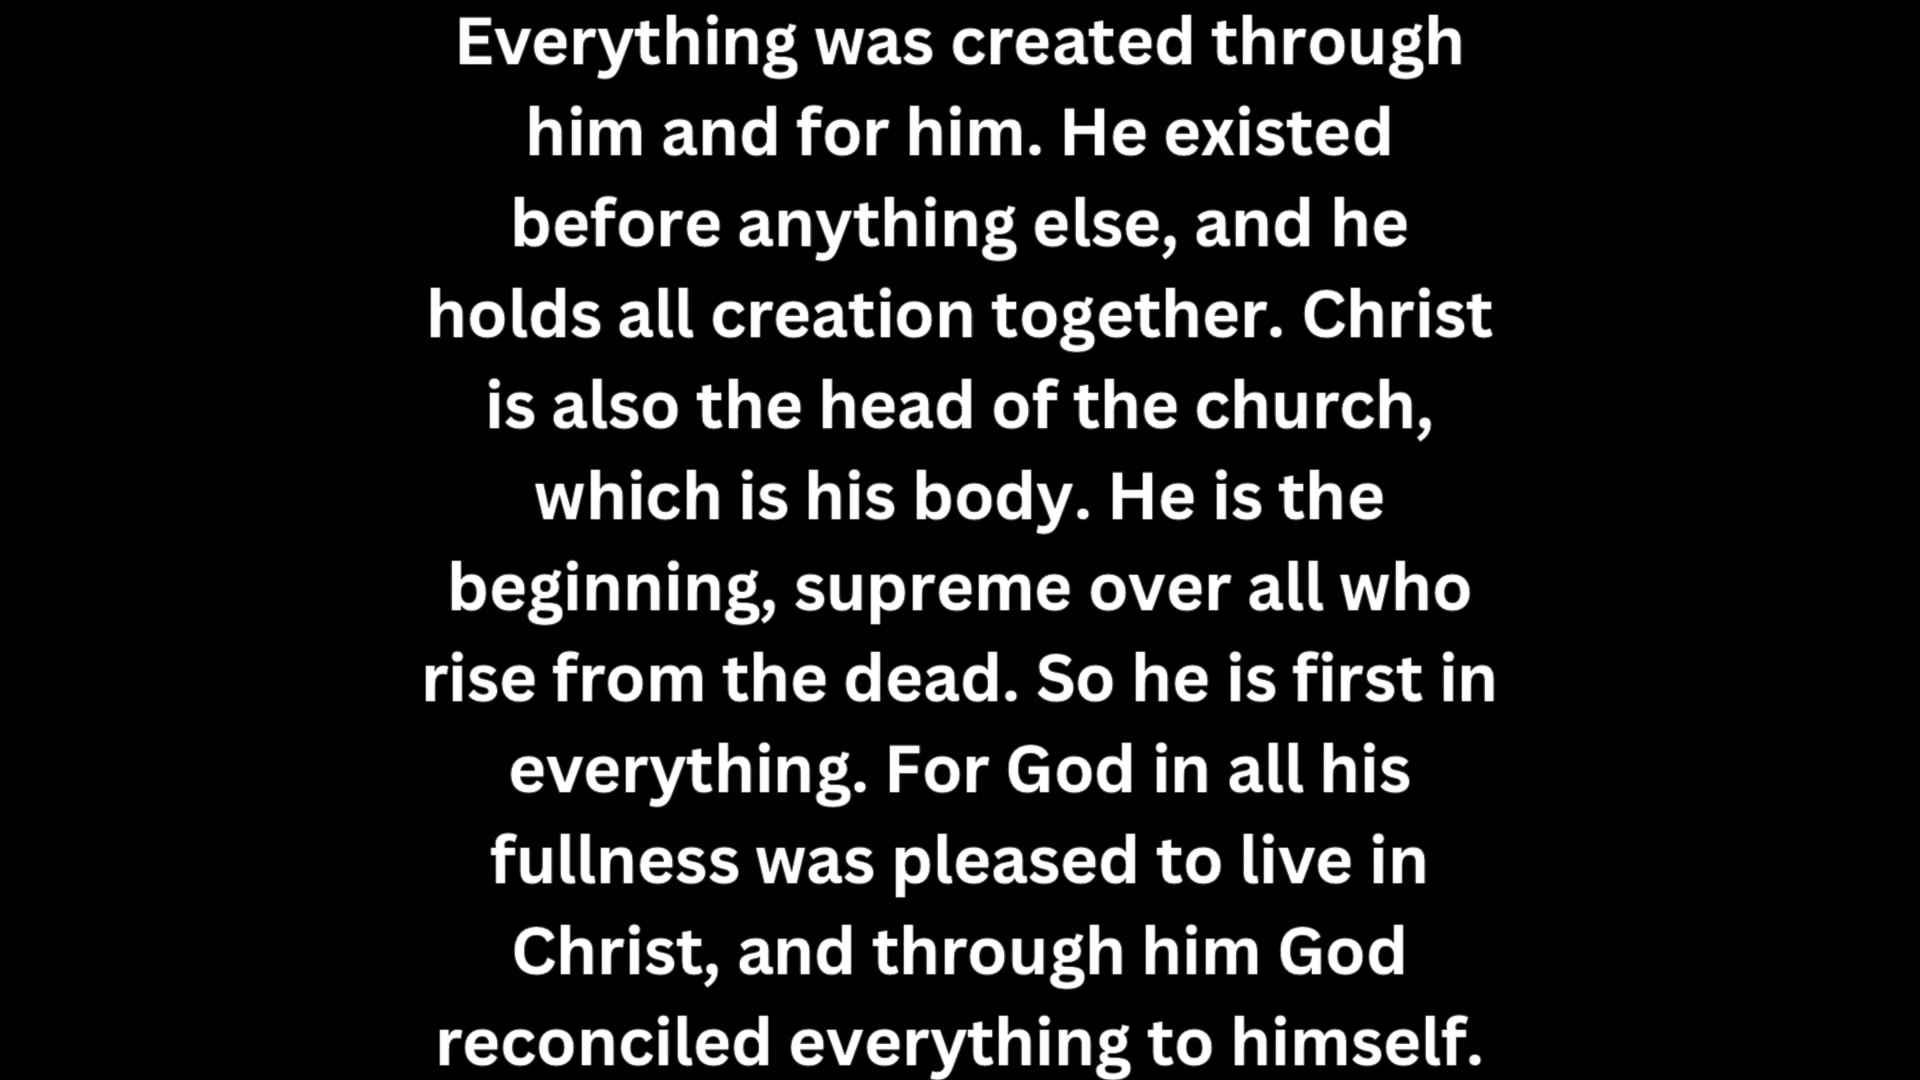 Everything was created through
him and for him. He existed
before anything else, and he
holds all creation together. Christ
is also the head of the church,
which is his body. He is the
beginning, supreme over all who
rise from the dead. So he is first in
everything. For God in all his
fullness was pleased to live in
Christ, and through him God
reconciled everything to himself.